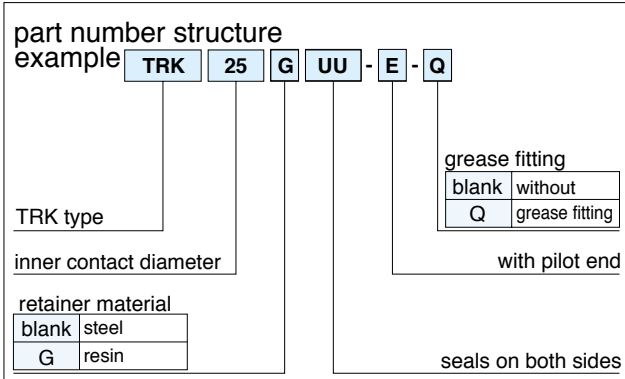 part number structure
example TRK 25 G UU - E - Q
grease fitting
blank without
Q grease fitting
TRK type
inner contact diameter
with pilot end
retainer material
blank steel
G resin
seals on both sides